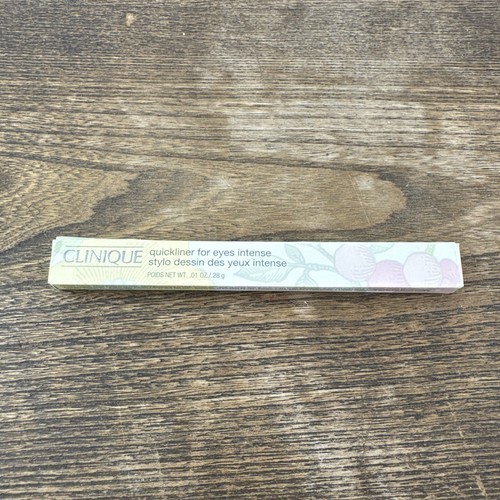 CLINIQUE
quickliner for eyes intense
stylo dessin des yeux intense
POIDS NET WT. .01 OZ / 28 g